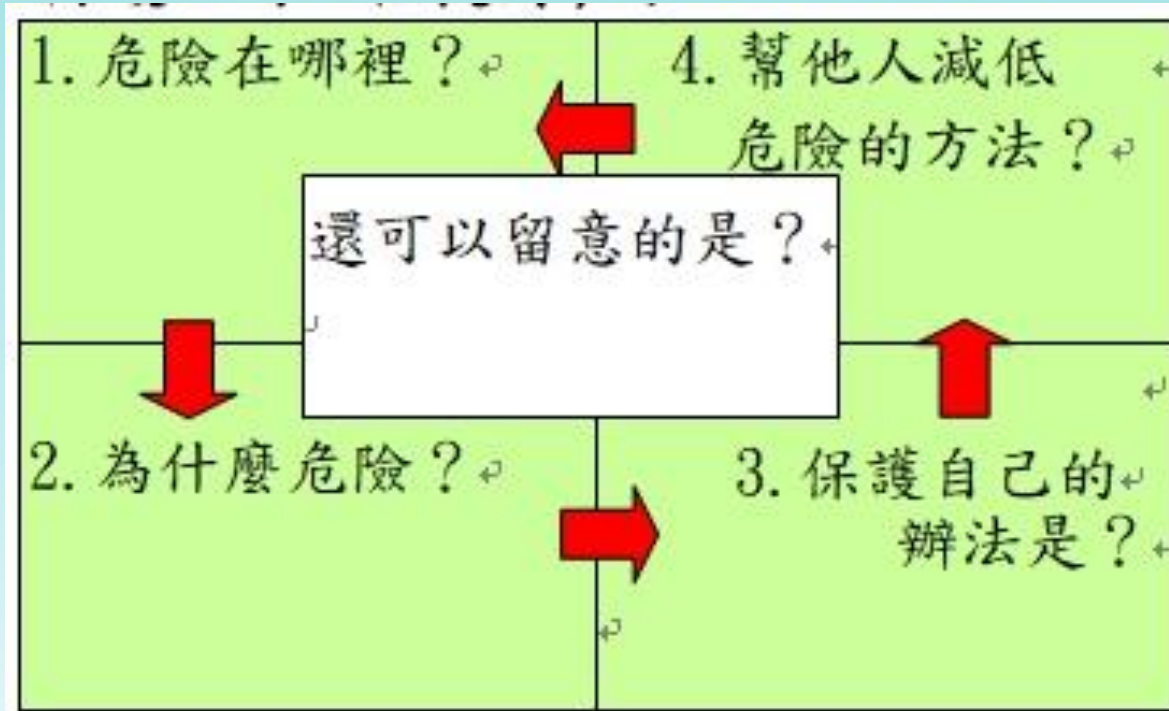 1. 危險在哪裡？
4. 幫他人減低
危險的方法？
還可以留意的是？
2. 為什麼危險？
3. 保護自己的
辦法是？